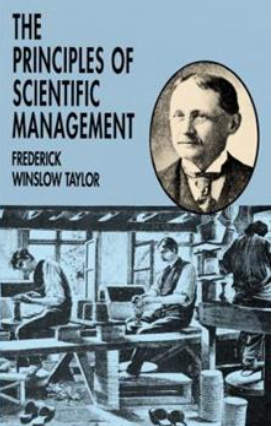 THE
PRINCIPLES OF
SCIENTIFIC
MANAGEMENT
FREDERICK
WINSLOW TAYLOR